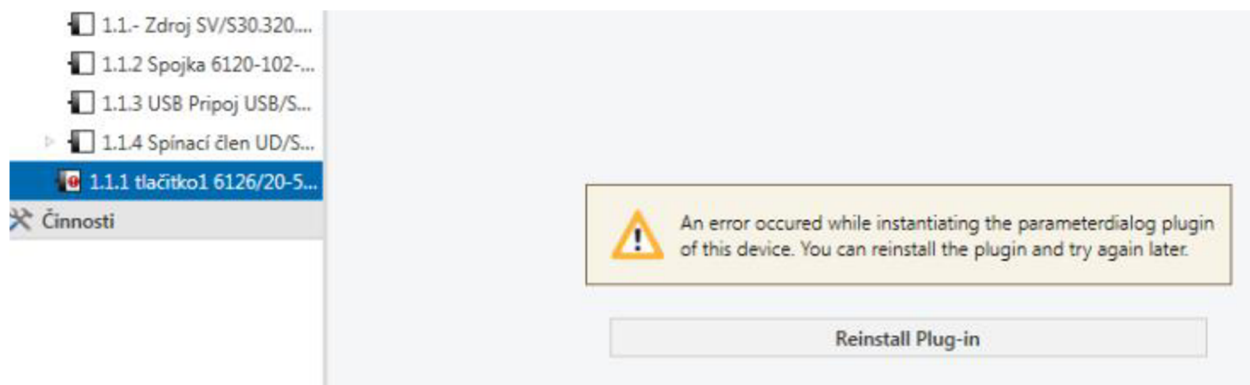 1.1.- Zdroj SV/S30.320....
1.1.2 Spojka 6120-102-...
1.1.3 USB Pripoj USB/S...
1.1.4 Spínací člen UD/S...
1.1.1 tlačitko1 6126/20-5...
Činnosti
An error occured while instantiating the parameterdialog plugin
of this device. You can reinstall the plugin and try again later.
Reinstall Plug-in